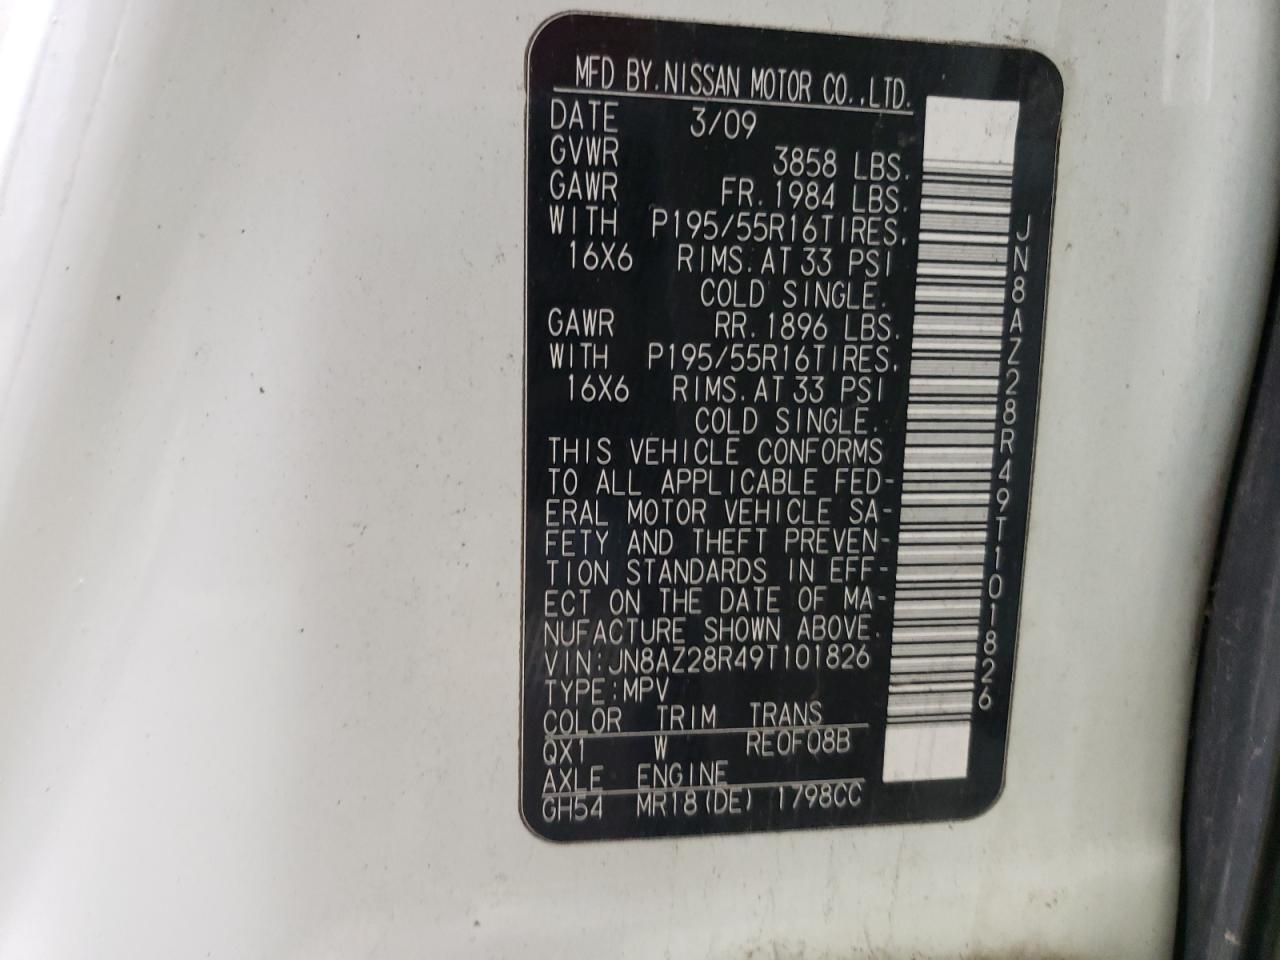 MFD BY.NISSAN MOTOR CO.,LTD.
DATE 3/09
GVWR 3858 LBS.
GAWR FR.1984 LBS.
WITH P195/55R16TIRES,
16X6 RIMS.AT 33 PSI
COLD SINGLE.
GAWR RR.1896 LBS.
WITH P195/55R16TIRES,
16X6 RIMS.AT 33 PSI
COLD SINGLE.
THIS VEHICLE CONFORMS
TO ALL APPLICABLE FED-
ERAL MOTOR VEHICLE SA-
FETY AND THEFT PREVEN-
TION STANDARDS IN EFF-
ECT ON THE DATE OF MA-
NUFACTURE SHOWN ABOVE.
VIN:JN8AZ28R49T101826
TYPE:MPV
COLOR TRIM TRANS
QX1 W RE0F08B
AXLE ENGINE
GH54 MR18(DE) 1798CC
JN8AZ28R49T101826